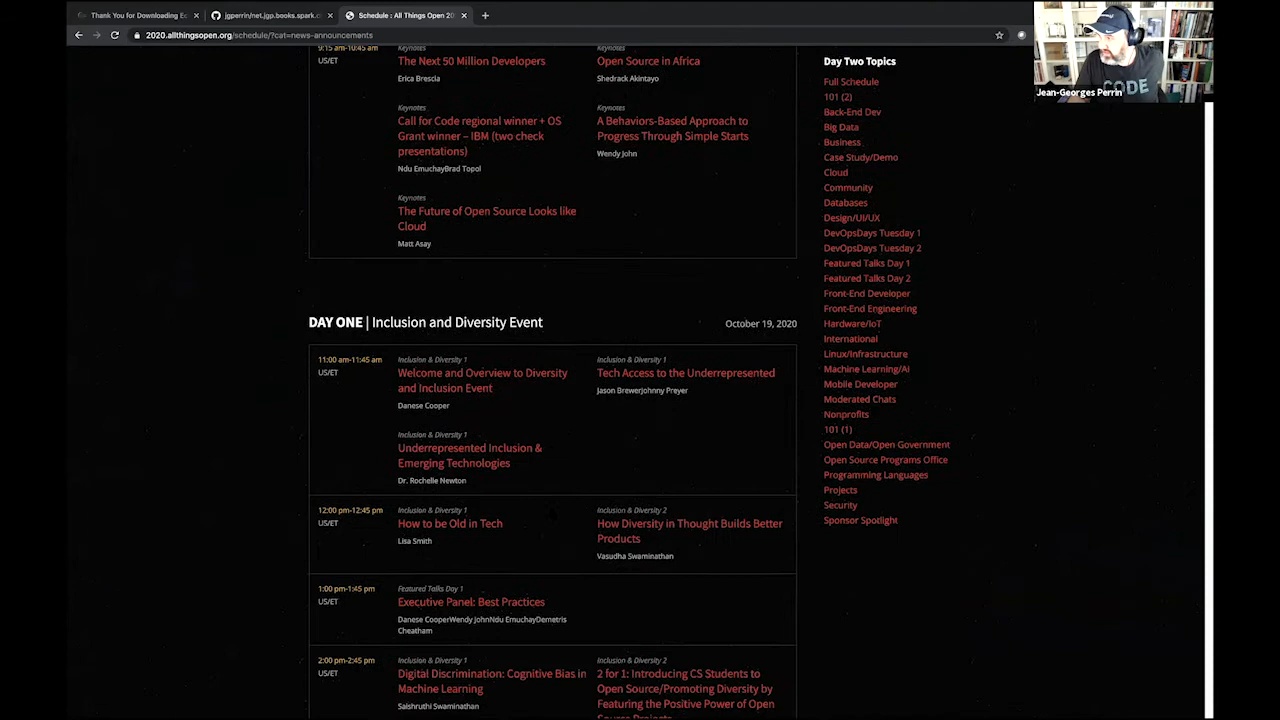 Thank You for Downloading Ec
jgperrin/net.jgp.books.spark.c
Schedule : All Things Open 20
2020.allthingsopen.org/schedule/?cat=news-announcements
9:15 am-10:45 am
US/ET
Keynotes
The Next 50 Million Developers
Erica Brescia
Keynotes
Open Source in Africa
Shedrack Akintayo
Keynotes
Call for Code regional winner + OS
Grant winner – IBM (two check
presentations)
Ndu EmuchayBrad Topol
Keynotes
A Behaviors-Based Approach to
Progress Through Simple Starts
Wendy John
Keynotes
The Future of Open Source Looks like
Cloud
Matt Asay
DAY ONE | Inclusion and Diversity Event
October 19, 2020
11:00 am-11:45 am
US/ET
Inclusion & Diversity 1
Welcome and Overview to Diversity
and Inclusion Event
Danese Cooper
Inclusion & Diversity 1
Tech Access to the Underrepresented
Jason BrewerJohnny Preyer
Inclusion & Diversity 1
Underrepresented Inclusion &
Emerging Technologies
Dr. Rochelle Newton
12:00 pm-12:45 pm
US/ET
Inclusion & Diversity 1
How to be Old in Tech
Lisa Smith
Inclusion & Diversity 2
How Diversity in Thought Builds Better
Products
Vasudha Swaminathan
1:00 pm-1:45 pm
US/ET
Featured Talks Day 1
Executive Panel: Best Practices
Danese CooperWendy JohnNdu EmuchayDemetris
Cheatham
2:00 pm-2:45 pm
US/ET
Inclusion & Diversity 1
Digital Discrimination: Cognitive Bias in
Machine Learning
Saishruthi Swaminathan
Inclusion & Diversity 2
2 for 1: Introducing CS Students to
Open Source/Promoting Diversity by
Featuring the Positive Power of Open
Source Projects
Day Two Topics
Full Schedule
101 (2)
Back-End Dev
Big Data
Business
Case Study/Demo
Cloud
Community
Databases
Design/UI/UX
DevOpsDays Tuesday 1
DevOpsDays Tuesday 2
Featured Talks Day 1
Featured Talks Day 2
Front-End Developer
Front-End Engineering
Hardware/IoT
International
Linux/Infrastructure
Machine Learning/AI
Mobile Developer
Moderated Chats
Nonprofits
101 (1)
Open Data/Open Government
Open Source Programs Office
Programming Languages
Projects
Security
Sponsor Spotlight
CODE
Jean-Georges Perrin